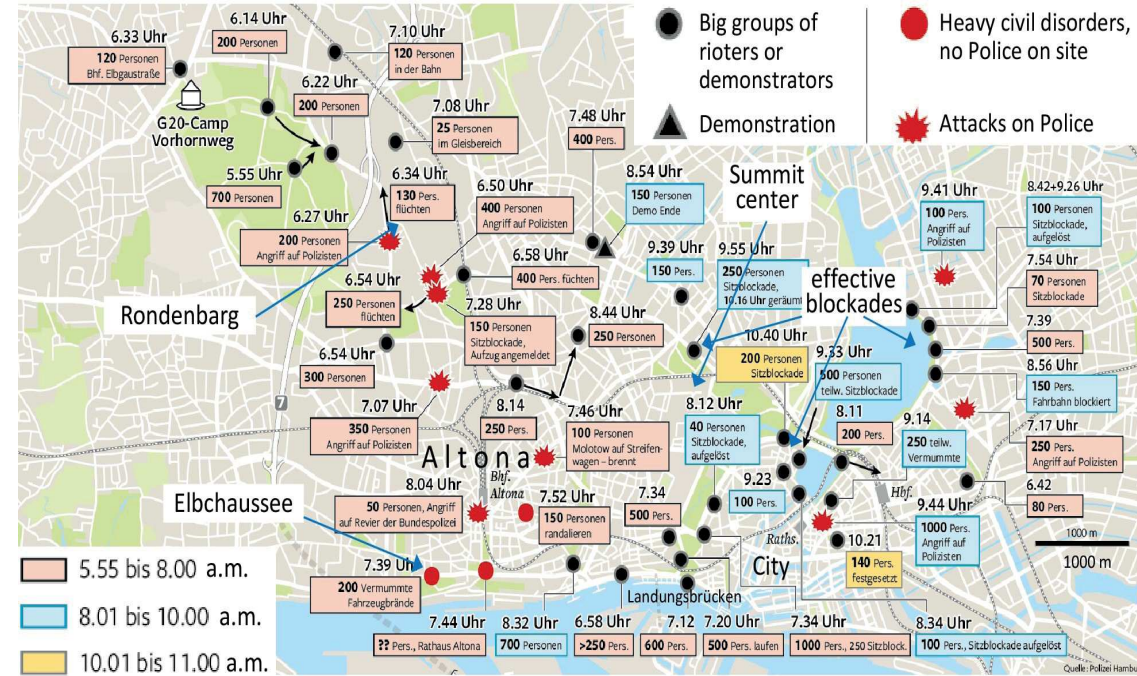 6.14 Uhr
200 Personen
6.33 Uhr
120 Personen
Bhf. Elbgaustraße
7.10 Uhr
120 Personen
in der Bahn
G20-Camp
Vorhornweg
6.22 Uhr
200 Personen
7.08 Uhr
25 Personen
im Gleisbereich
5.55 Uhr
700 Personen
6.34 Uhr
130 Pers.
flüchten
6.27 Uhr
200 Personen
Angriff auf Polizisten
6.50 Uhr
400 Personen
Angriff auf Polizisten
7.48 Uhr
400 Pers.
8.54 Uhr
150 Personen
Demo Ende
6.58 Uhr
400 Pers. füchten
6.54 Uhr
250 Personen
flüchten
Rondenbarg
7.28 Uhr
150 Personen
Sitzblockade,
Aufzug angemeldet
8.44 Uhr
250 Personen
9.39 Uhr
150 Pers.
9.55 Uhr
250 Personen
Sitzblockade,
10.16 Uhr geräumt
Summit
center
effective
blockades
9.41 Uhr
100 Pers.
Angriff auf
Polizisten
8.42+9.26 Uhr
100 Personen
Sitzblockade,
aufgelöst
7.54 Uhr
70 Personen
Sitzblockade
7.39
500 Pers.
8.56 Uhr
150 Pers.
Fahrbahn blockiert
7.17 Uhr
250 Pers.
Angriff auf Polizisten
6.42
80 Pers.
6.54 Uhr
300 Personen
7
7.07 Uhr
350 Personen
Angriff auf Polizisten
8.14
250 Pers.
7.46 Uhr
100 Personen
Molotow auf Streifen-
wagen – brennt
10.40 Uhr
200 Personen
Sitzblockade
9.33 Uhr
500 Personen
teilw. Sitzblockade
8.12 Uhr
40 Personen
Sitzblockade,
aufgelöst
8.11
200 Pers.
9.14
250 teilw.
Vermummte
9.23
100 Pers.
Altona
Bhf.
Altona
Elbchaussee
8.04 Uhr
50 Personen, Angriff
auf Revier der Bundespolizei
7.52 Uhr
150 Personen
randalieren
7.34
500 Pers.
Hbf.
Raths.
9.44 Uhr
1000 Pers.
Angriff auf
Polizisten
10.21
140 Pers.
festgesetzt
City
Landungsbrücken
7.39 Uhr
200 Vermummte
Fahrzeugbrände
7.44 Uhr
?? Pers., Rathaus Altona
8.32 Uhr
700 Personen
6.58 Uhr
>250 Pers.
7.12
600 Pers.
7.20 Uhr
500 Pers. laufen
7.34 Uhr
1000 Pers., 250 Sitzblock.
8.34 Uhr
100 Pers., Sitzblockade aufgelöst
1000 m
1000 m
Big groups of
rioters or
demonstrators
Demonstration
Heavy civil disorders,
no Police on site
Attacks on Police
5.55 bis 8.00 a.m.
8.01 bis 10.00 a.m.
10.01 bis 11.00 a.m.